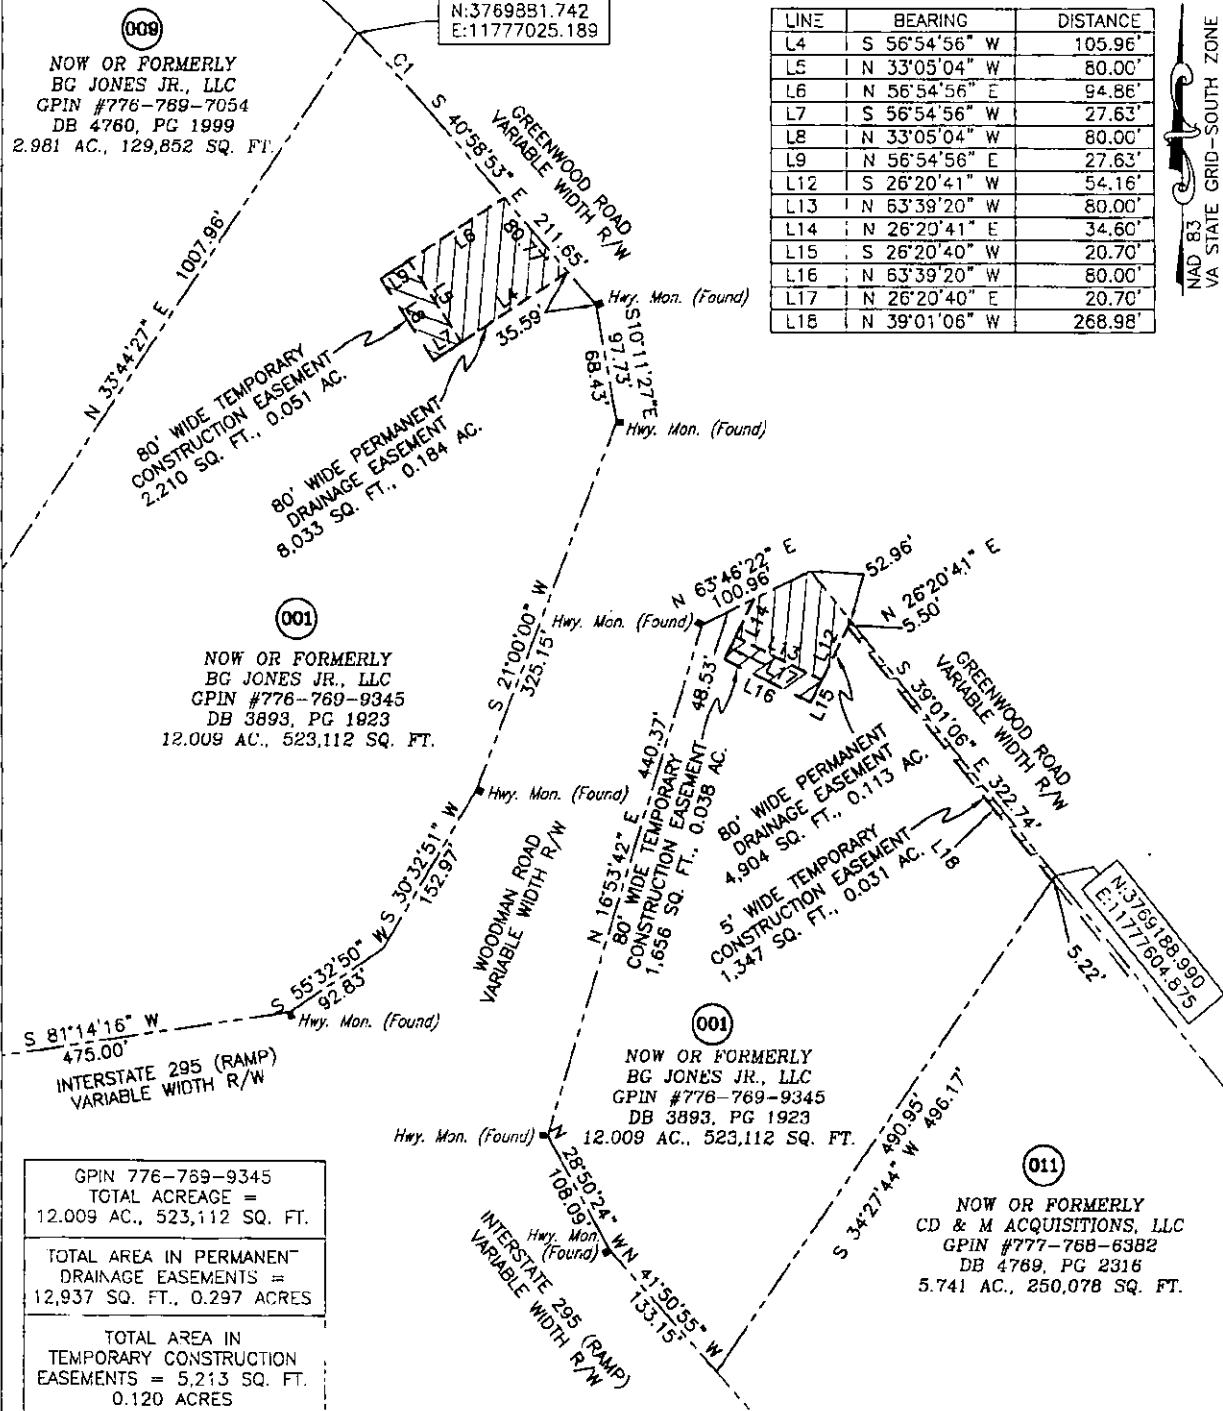 N:3769881.742
E:11777025.189
009
NOW OR FORMERLY
BG JONES JR., LLC
GPIN #776-769-7054
DB 4760, PG 1999
2.981 AC., 129,852 SQ. FT.
LINE BEARING DISTANCE
L4 S 56°54'56" W 105.96'
L5 N 33°05'04" W 80.00'
L6 N 56°54'56" E 94.86'
L7 S 56°54'56" W 27.63'
L8 N 33°05'04" W 80.00'
L9 N 56°54'56" E 27.63'
L12 S 26°20'41" W 54.16'
L13 N 63°39'20" W 80.00'
L14 N 26°20'41" E 34.60'
L15 S 26°20'40" W 20.70'
L16 N 63°39'20" W 80.00'
L17 N 26°20'40" E 20.70'
L18 N 39°01'06" W 268.98'
NAD 83
VA STATE GRID-SOUTH ZONE
C1
S 40°58'53" E
211.65'
GREENWOOD ROAD
VARIABLE WIDTH R/W
80.77'
L6
L9
L5
L4
L8
L7
35.59'
Hwy. Mon. (Found)
S10°11'27"E
97.73'
68.43'
Hwy. Mon. (Found)
N 33°44'27" E 1007.96'
80' WIDE TEMPORARY
CONSTRUCTION EASEMENT
2,210 SQ. FT., 0.051 AC.
80' WIDE PERMANENT
DRAINAGE EASEMENT
8,033 SQ. FT., 0.184 AC.
001
NOW OR FORMERLY
BG JONES JR., LLC
GPIN #776-769-9345
DB 3893, PG 1923
12.009 AC., 523,112 SQ. FT.
S 21°00'00" W
325.15'
Hwy. Mon. (Found)
N 63°46'22" E
100.96'
52.96'
N 26°20'41" E
5.50'
L14
L13
L12
L17
L16
L15
48.53'
Hwy. Mon. (Found)
S 30°32'51" W
152.97'
S 55°32'50" W
92.83'
Hwy. Mon. (Found)
S 81°14'16" W
475.00'
INTERSTATE 295 (RAMP)
VARIABLE WIDTH R/W
WOODMAN ROAD
VARIABLE WIDTH R/W
N 16°53'42" E 440.37'
80' WIDE TEMPORARY
CONSTRUCTION EASEMENT
1,656 SQ. FT., 0.038 AC.
80' WIDE PERMANENT
DRAINAGE EASEMENT
4,904 SQ. FT., 0.113 AC.
5' WIDE TEMPORARY
CONSTRUCTION EASEMENT
1,347 SQ. FT., 0.031 AC.
L18
S 39°01'06" E 322.74'
GREENWOOD ROAD
VARIABLE WIDTH R/W
N:3769188.990
E:11777604.875
5.22'
001
NOW OR FORMERLY
BG JONES JR., LLC
GPIN #776-769-9345
DB 3893, PG 1923
12.009 AC., 523,112 SQ. FT.
Hwy. Mon. (Found)
N 28°50'24" W
108.09'
Hwy. Mon.
(Found)
N 41°50'55" W
133.15'
INTERSTATE 295 (RAMP)
VARIABLE WIDTH R/W
490.95'
S 34°27'44" W 496.17'
011
NOW OR FORMERLY
CD & M ACQUISITIONS, LLC
GPIN #777-768-6382
DB 4769, PG 2316
5.741 AC., 250,078 SQ. FT.
GPIN 776-769-9345
TOTAL ACREAGE =
12.009 AC., 523,112 SQ. FT.
TOTAL AREA IN PERMANENT
DRAINAGE EASEMENTS =
12,937 SQ. FT., 0.297 ACRES
TOTAL AREA IN
TEMPORARY CONSTRUCTION
EASEMENTS = 5,213 SQ. FT.
0.120 ACRES